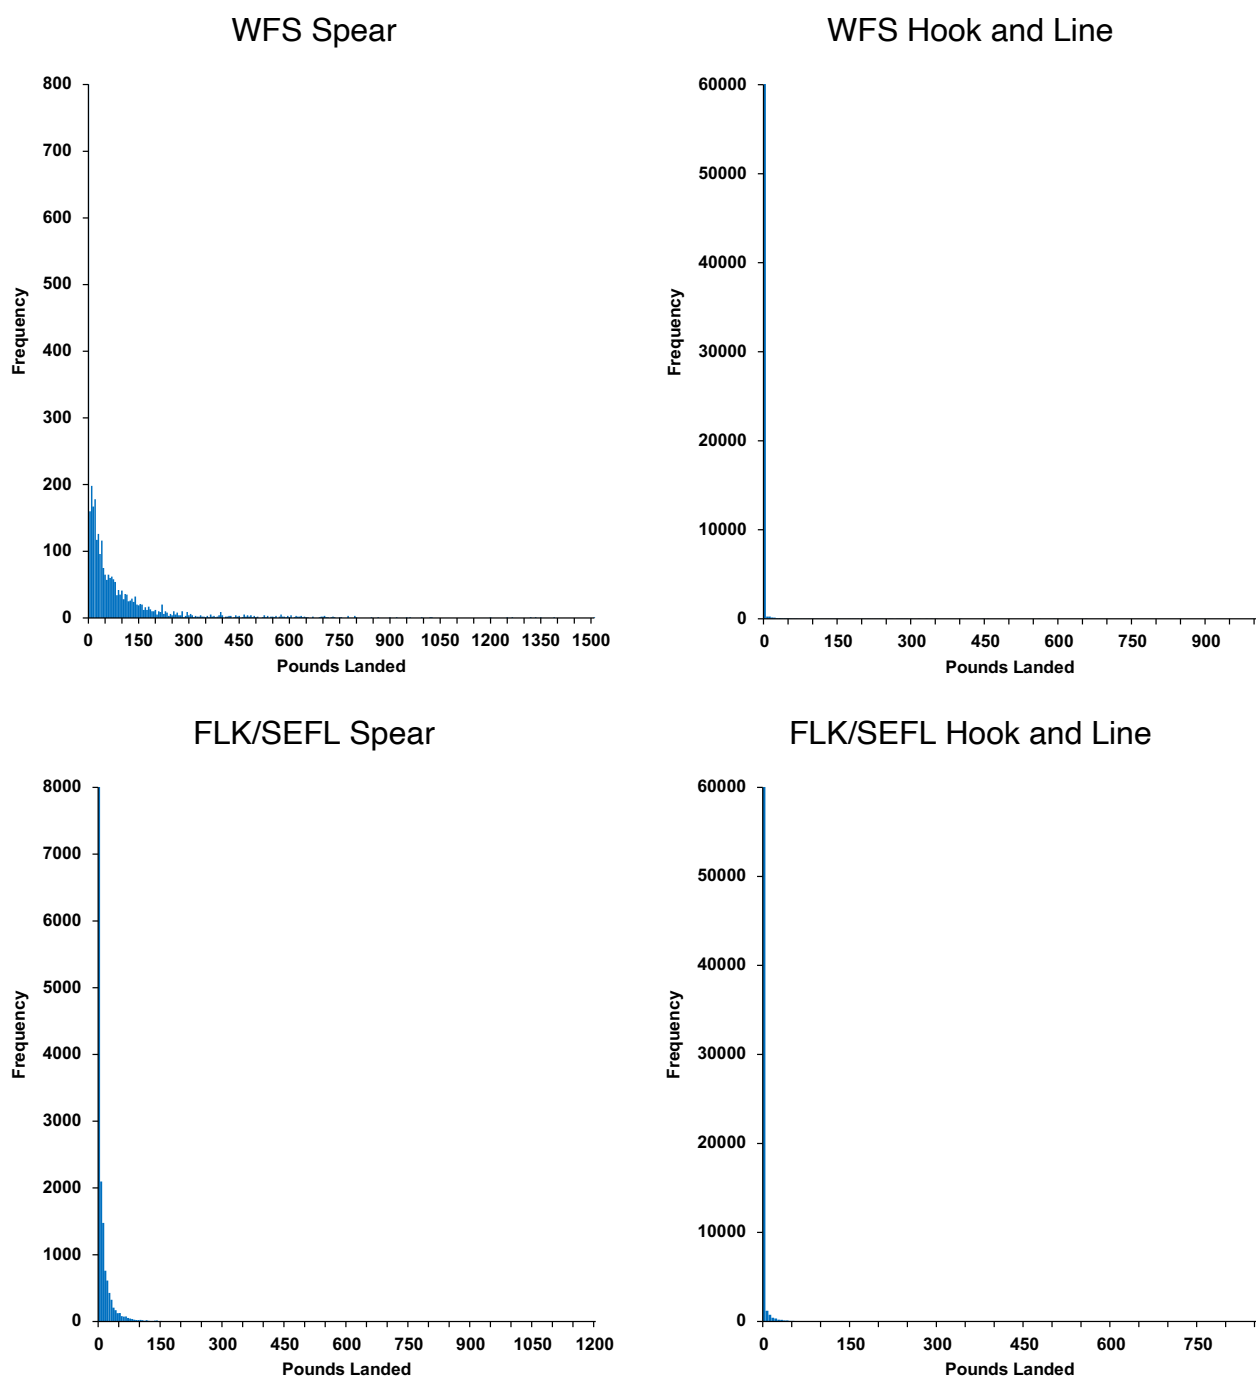 WFS Spear
800
700
600
500
400
300
200
100
0
Frequency
0 150 300 450 600 750 900 1050 1200 1350 1500
Pounds Landed
WFS Hook and Line
60000
50000
40000
30000
20000
10000
0
Frequency
0 150 300 450 600 750 900
Pounds Landed
FLK/SEFL Spear
8000
7000
6000
5000
4000
3000
2000
1000
0
Frequency
0 150 300 450 600 750 900 1050 1200
Pounds Landed
FLK/SEFL Hook and Line
60000
50000
40000
30000
20000
10000
0
Frequency
0 150 300 450 600 750
Pounds Landed